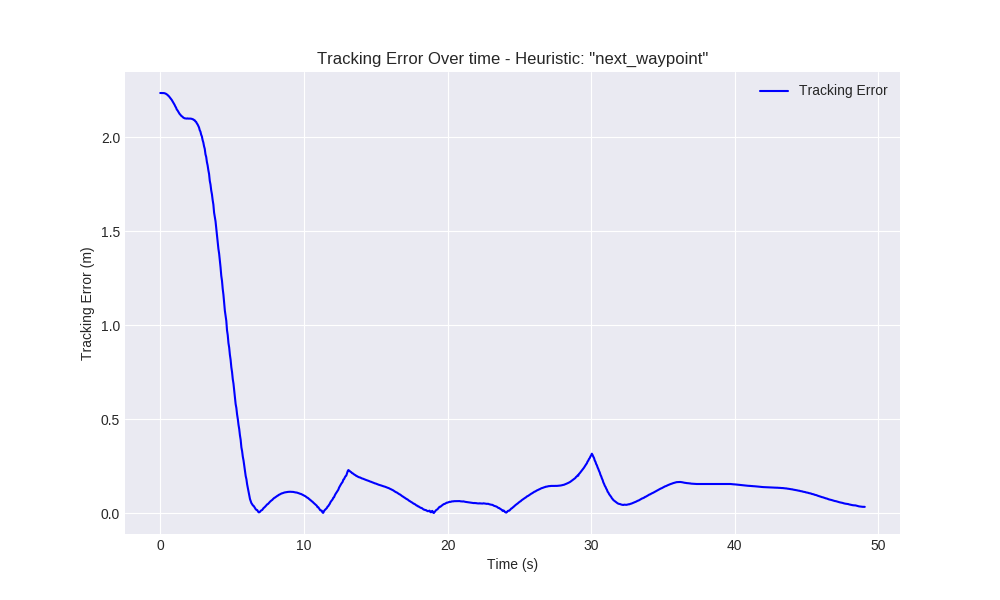 Tracking Error Over time - Heuristic: "next_waypoint"
Tracking Error
2.0
1.5
1.0
0.5
0.0
Tracking Error (m)
0 10 20 30 40 50
Time (s)